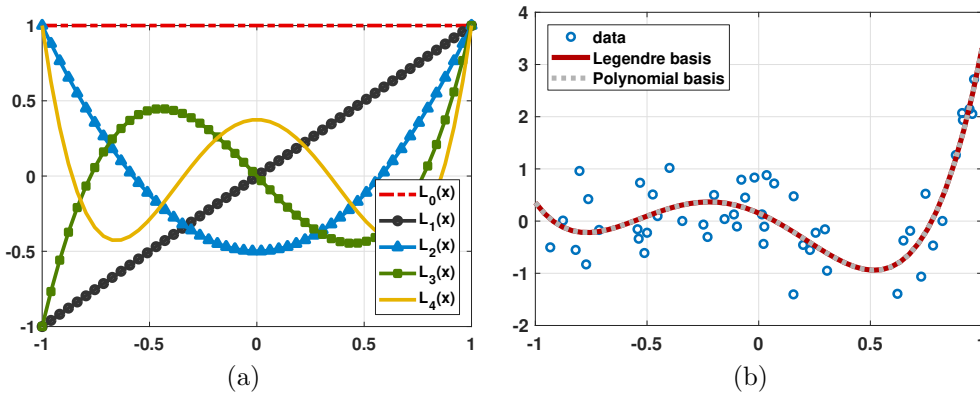 1
0.5
0
-0.5
-1
-1
-0.5
0
0.5
1
L0(x)
L1(x)
L2(x)
L3(x)
L4(x)
(a)
4
3
2
1
0
-1
-2
-1
-0.5
0
0.5
1
data
Legendre basis
Polynomial basis
(b)